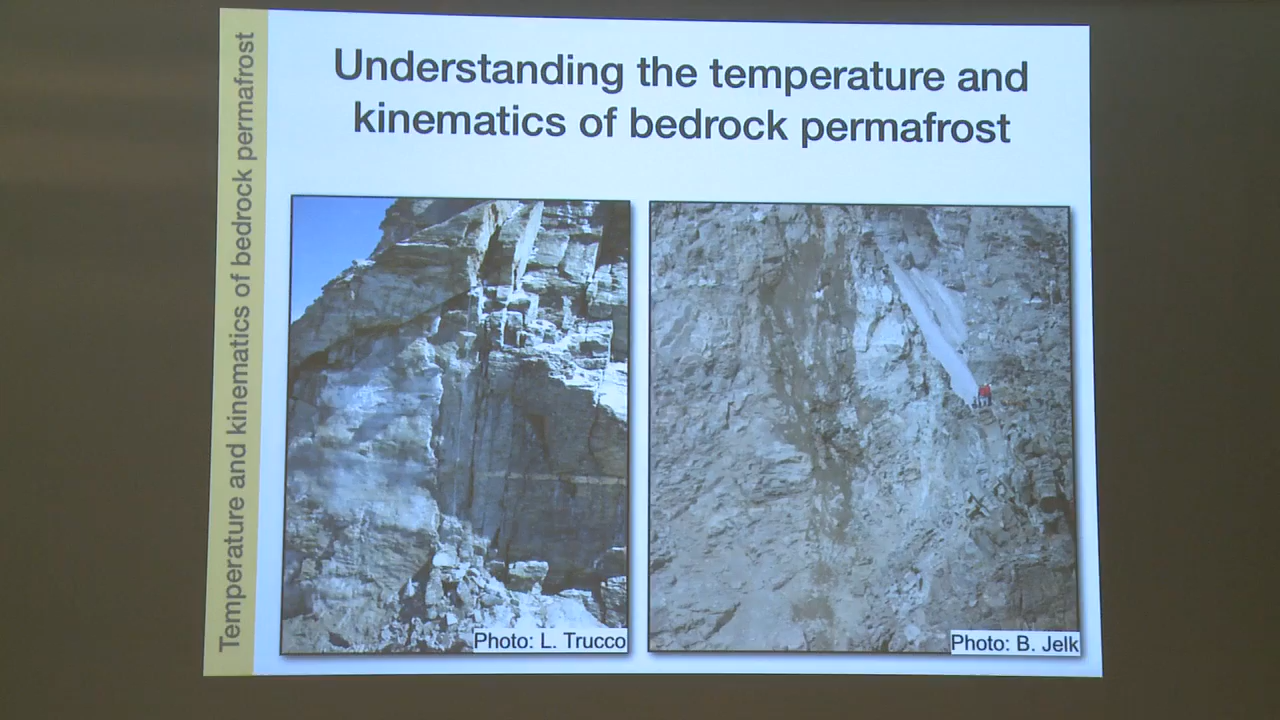 Temperature and kinematics of bedrock permafrost
Understanding the temperature and
kinematics of bedrock permafrost
Photo: L. Trucco
Photo: B. Jelk